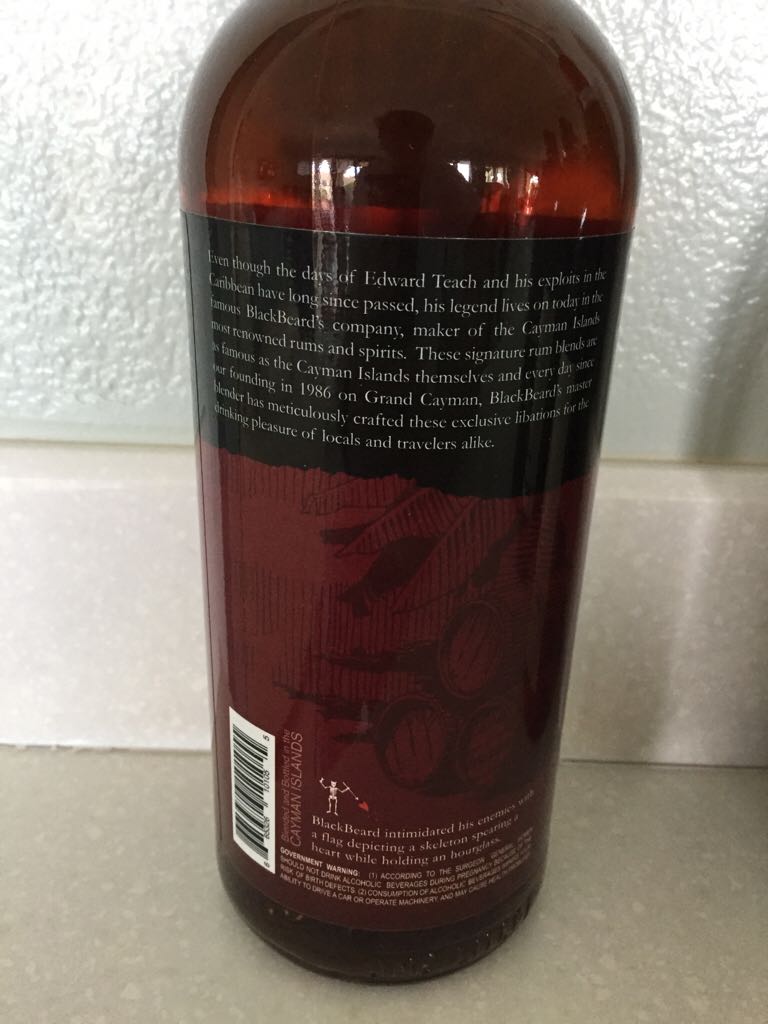 Even though the days of Edward Teach and his exploits in the
Caribbean have long since passed, his legend lives on today in the
famous BlackBeard's company, maker of the Cayman Islands
most renowned rums and spirits. These signature rum blends are
as famous as the Cayman Islands themselves and every day since
our founding in 1986 on Grand Cayman, BlackBeard's master
blender has meticulously crafted these exclusive libations for the
drinking pleasure of locals and travelers alike.
Blended and Bottled in the
CAYMAN ISLANDS
BlackBeard intimidated his enemies with
a flag depicting a skeleton spearing a
heart while holding an hourglass.
GOVERNMENT WARNING: (1) ACCORDING TO THE SURGEON GENERAL, WOMEN
SHOULD NOT DRINK ALCOHOLIC BEVERAGES DURING PREGNANCY BECAUSE OF THE
RISK OF BIRTH DEFECTS. (2) CONSUMPTION OF ALCOHOLIC BEVERAGES
ABILITY TO DRIVE A CAR OR OPERATE MACHINERY, AND MAY CAUSE HEALTH